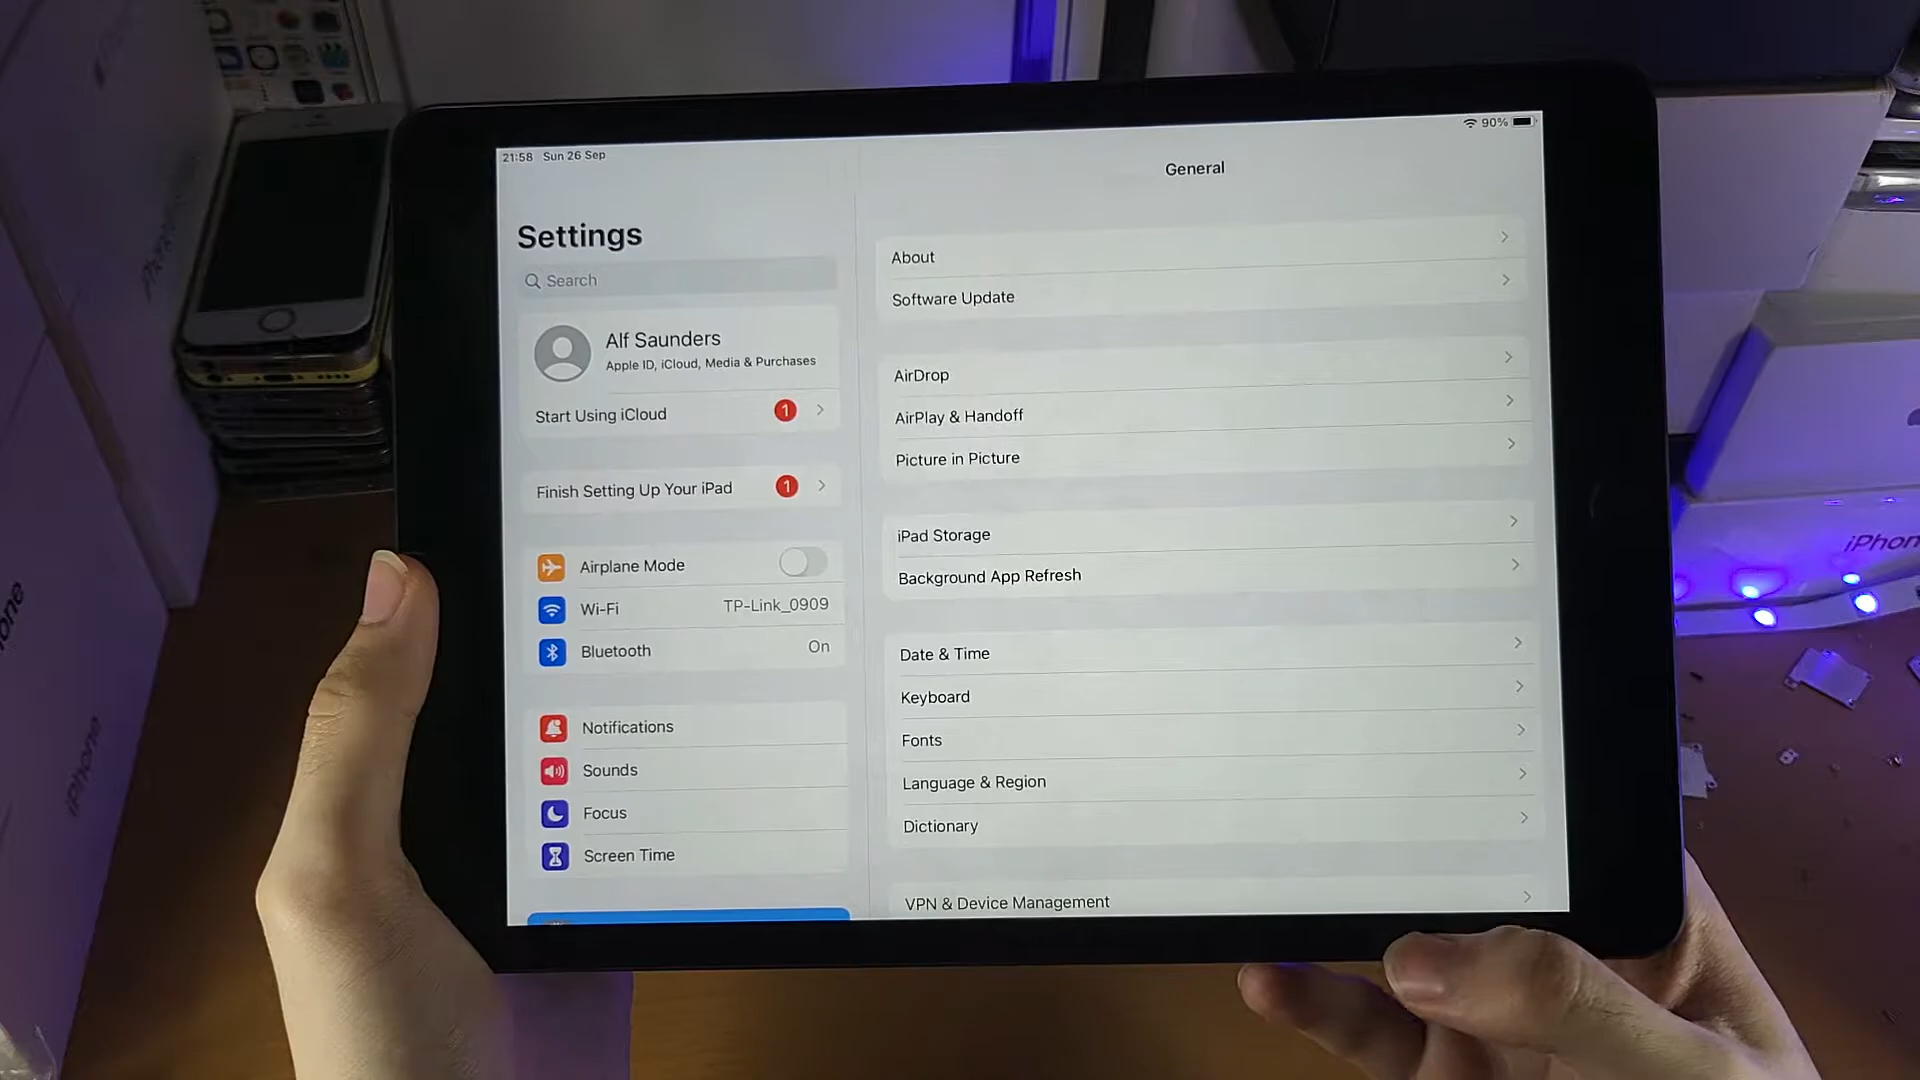 21:58 Sun 26 Sep
90%
Settings
Search
Alf Saunders
Apple ID, iCloud, Media & Purchases
Start Using iCloud 1
Finish Setting Up Your iPad 1
Airplane Mode
Wi-Fi TP-Link_0909
Bluetooth On
Notifications
Sounds
Focus
Screen Time
General
About
Software Update
AirDrop
AirPlay & Handoff
Picture in Picture
iPad Storage
Background App Refresh
Date & Time
Keyboard
Fonts
Language & Region
Dictionary
VPN & Device Management
iPhone
iPhone